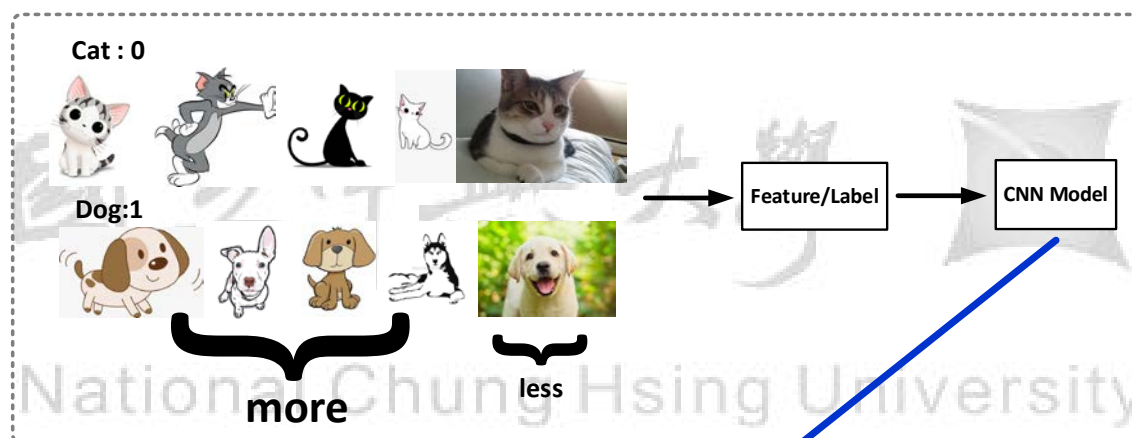 Cat : 0
Feature/Label
CNN Model
Dog:1
less
more
National Chung Hsing University